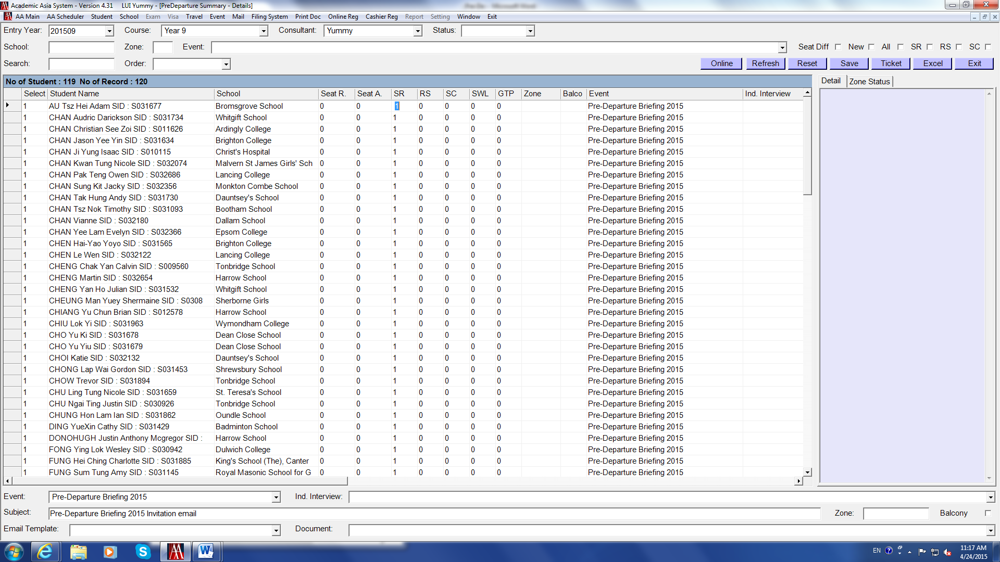 Academic Asia System - Version 4.31 LUI Yummy - [PreDeparture Summary - Details]
AA Main AA Scheduler Student School Exam Visa Travel Event Mail Filing System Print Doc Online Reg Cashier Reg Report Setting Window Exit
Entry Year: 201509 Course: Year 9 Consultant: Yummy Status:
School: Zone: Event: Seat Diff New All SR RS SC
Search: Order: Online Refresh Reset Save Ticket Excel Exit
No of Student : 119 No of Record : 120 Detail Zone Status
Select Student Name School Seat R. Seat A. SR RS SC SWL GTP Zone Balco Event Ind. Interview
1 AU Tsz Hei Adam SID : S031677 Bromsgrove School 0 0 1 0 0 0 0 Pre-Departure Briefing 2015
1 CHAN Audric Darickson SID : S031734 Whitgift School 0 0 1 0 0 0 0 Pre-Departure Briefing 2015
1 CHAN Christian See Zoi SID : S011626 Ardingly College 0 0 1 0 0 0 0 Pre-Departure Briefing 2015
1 CHAN Jason Yee Yin SID : S031634 Brighton College 0 0 1 0 0 0 0 Pre-Departure Briefing 2015
1 CHAN Ji Yung Isaac SID : S010115 Christ's Hospital 0 0 1 0 0 0 0 Pre-Departure Briefing 2015
1 CHAN Kwan Tung Nicole SID : S032074 Malvern St James Girls' Sch 0 0 1 0 0 0 0 Pre-Departure Briefing 2015
1 CHAN Pak Teng Owen SID : S032686 Lancing College 0 0 1 0 0 0 0 Pre-Departure Briefing 2015
1 CHAN Sung Kit Jacky SID : S032356 Monkton Combe School 0 0 1 0 0 0 0 Pre-Departure Briefing 2015
1 CHAN Tak Hung Andy SID : S031730 Dauntsey's School 0 0 1 0 0 0 0 Pre-Departure Briefing 2015
1 CHAN Tsz Nok Timothy SID : S031093 Bootham School 0 0 1 0 0 0 0 Pre-Departure Briefing 2015
1 CHAN Vianne SID : S032180 Dallam School 0 0 1 0 0 0 0 Pre-Departure Briefing 2015
1 CHAN Yee Lam Evelyn SID : S032366 Epsom College 0 0 1 0 0 0 0 Pre-Departure Briefing 2015
1 CHEN Hai-Yao Yoyo SID : S031565 Brighton College 0 0 1 0 0 0 0 Pre-Departure Briefing 2015
1 CHEN Le Wen SID : S032122 Lancing College 0 0 1 0 0 0 0 Pre-Departure Briefing 2015
1 CHENG Chak Yan Calvin SID : S009560 Tonbridge School 0 0 1 0 0 0 0 Pre-Departure Briefing 2015
1 CHENG Martin SID : S032654 Harrow School 0 0 1 0 0 0 0 Pre-Departure Briefing 2015
1 CHENG Yan Ho Julian SID : S031532 Whitgift School 0 0 1 0 0 0 0 Pre-Departure Briefing 2015
1 CHEUNG Man Yuey Shermaine SID : S0308 Sherborne Girls 0 0 1 0 0 0 0 Pre-Departure Briefing 2015
1 CHIANG Yu Chun Brian SID : S012578 Harrow School 0 0 1 0 0 0 0 Pre-Departure Briefing 2015
1 CHIU Lok Yi SID : S031963 Wymondham College 0 0 1 0 0 0 0 Pre-Departure Briefing 2015
1 CHO Yu Ki SID : S031678 Dean Close School 0 0 1 0 0 0 0 Pre-Departure Briefing 2015
1 CHO Yu Yiu SID : S031679 Dean Close School 0 0 1 0 0 0 0 Pre-Departure Briefing 2015
1 CHOI Katie SID : S032132 Dauntsey's School 0 0 1 0 0 0 0 Pre-Departure Briefing 2015
1 CHONG Lap Wai Gordon SID : S031453 Shrewsbury School 0 0 1 0 0 0 0 Pre-Departure Briefing 2015
1 CHOW Trevor SID : S031894 Tonbridge School 0 0 1 0 0 0 0 Pre-Departure Briefing 2015
1 CHU Ling Tung Nicole SID : S031659 St. Teresa's School 0 0 1 0 0 0 0 Pre-Departure Briefing 2015
1 CHU Ngai Ting Justin SID : S030926 Tonbridge School 0 0 1 0 0 0 0 Pre-Departure Briefing 2015
1 CHUNG Hon Lam Ian SID : S031862 Oundle School 0 0 1 0 0 0 0 Pre-Departure Briefing 2015
1 DING YueXin Cathy SID : S031429 Badminton School 0 0 1 0 0 0 0 Pre-Departure Briefing 2015
1 DONOHUGH Justin Anthony Mcgregor SID : Harrow School 0 0 1 0 0 0 0 Pre-Departure Briefing 2015
1 FONG Ying Lok Wesley SID : S030942 Dulwich College 0 0 1 0 0 0 0 Pre-Departure Briefing 2015
1 FUNG Hei Ching Charlotte SID : S031885 King's School (The), Canter 0 0 1 0 0 0 0 Pre-Departure Briefing 2015
1 FUNG Sum Tung Amy SID : S031145 Royal Masonic School for G 0 0 1 0 0 0 0 Pre-Departure Briefing 2015
Event: Pre-Departure Briefing 2015 Ind. Interview:
Subject: Pre-Departure Briefing 2015 Invitation email Zone: Balcony
Email Template: Document:
EN 11:17 AM
4/24/2015